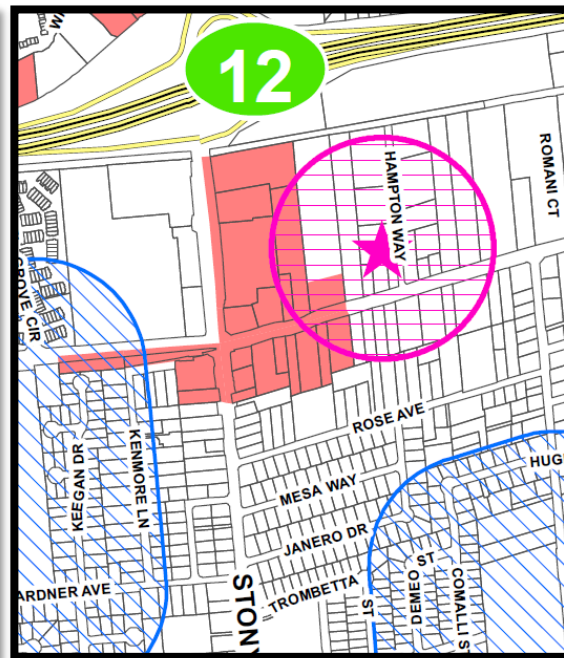 WA
12
HAMPTON WAY
ROMANI CT
GROVE CIR
ROSE AVE
KENMORE LN
KEEGAN DR
HUG
MESA WAY
JANERO DR
TROMBETTA
ST
DEMEO ST
COMALLI ST
ARDNER AVE
STONY